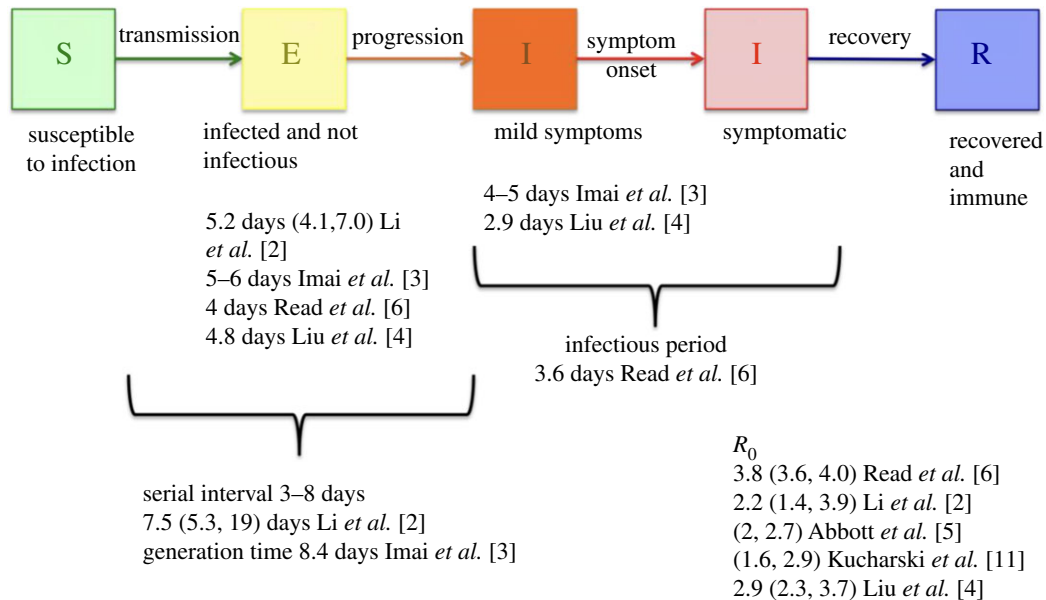 S
transmission
E
progression
I
symptom
onset
I
recovery
R
susceptible
to infection
infected and not
infectious
mild symptoms
symptomatic
recovered
and
immune
5.2 days (4.1,7.0) Li
et al. [2]
5–6 days Imai et al. [3]
4 days Read et al. [6]
4.8 days Liu et al. [4]
4–5 days Imai et al. [3]
2.9 days Liu et al. [4]
infectious period
3.6 days Read et al. [6]
serial interval 3–8 days
7.5 (5.3, 19) days Li et al. [2]
generation time 8.4 days Imai et al. [3]
R0
3.8 (3.6, 4.0) Read et al. [6]
2.2 (1.4, 3.9) Li et al. [2]
(2, 2.7) Abbott et al. [5]
(1.6, 2.9) Kucharski et al. [11]
2.9 (2.3, 3.7) Liu et al. [4]